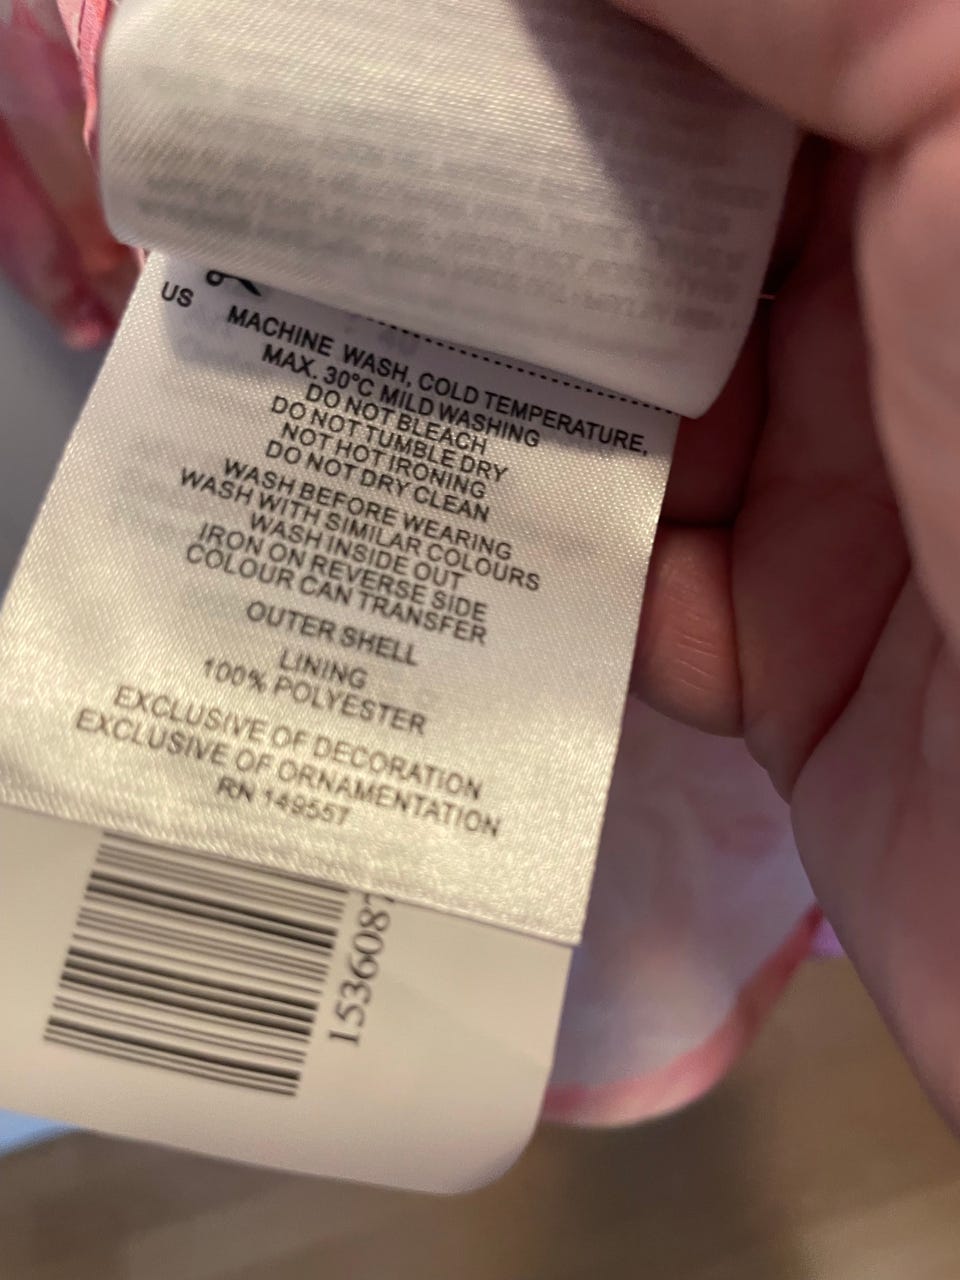 US
MACHINE WASH, COLD TEMPERATURE,
MAX. 30°C MILD WASHING
DO NOT BLEACH
DO NOT TUMBLE DRY
NOT HOT IRONING
DO NOT DRY CLEAN
WASH BEFORE WEARING
WASH WITH SIMILAR COLOURS
WASH INSIDE OUT
IRON ON REVERSE SIDE
COLOUR CAN TRANSFER
OUTER SHELL
LINING
100% POLYESTER
EXCLUSIVE OF DECORATION
EXCLUSIVE OF ORNAMENTATION
RN 149557
1536087